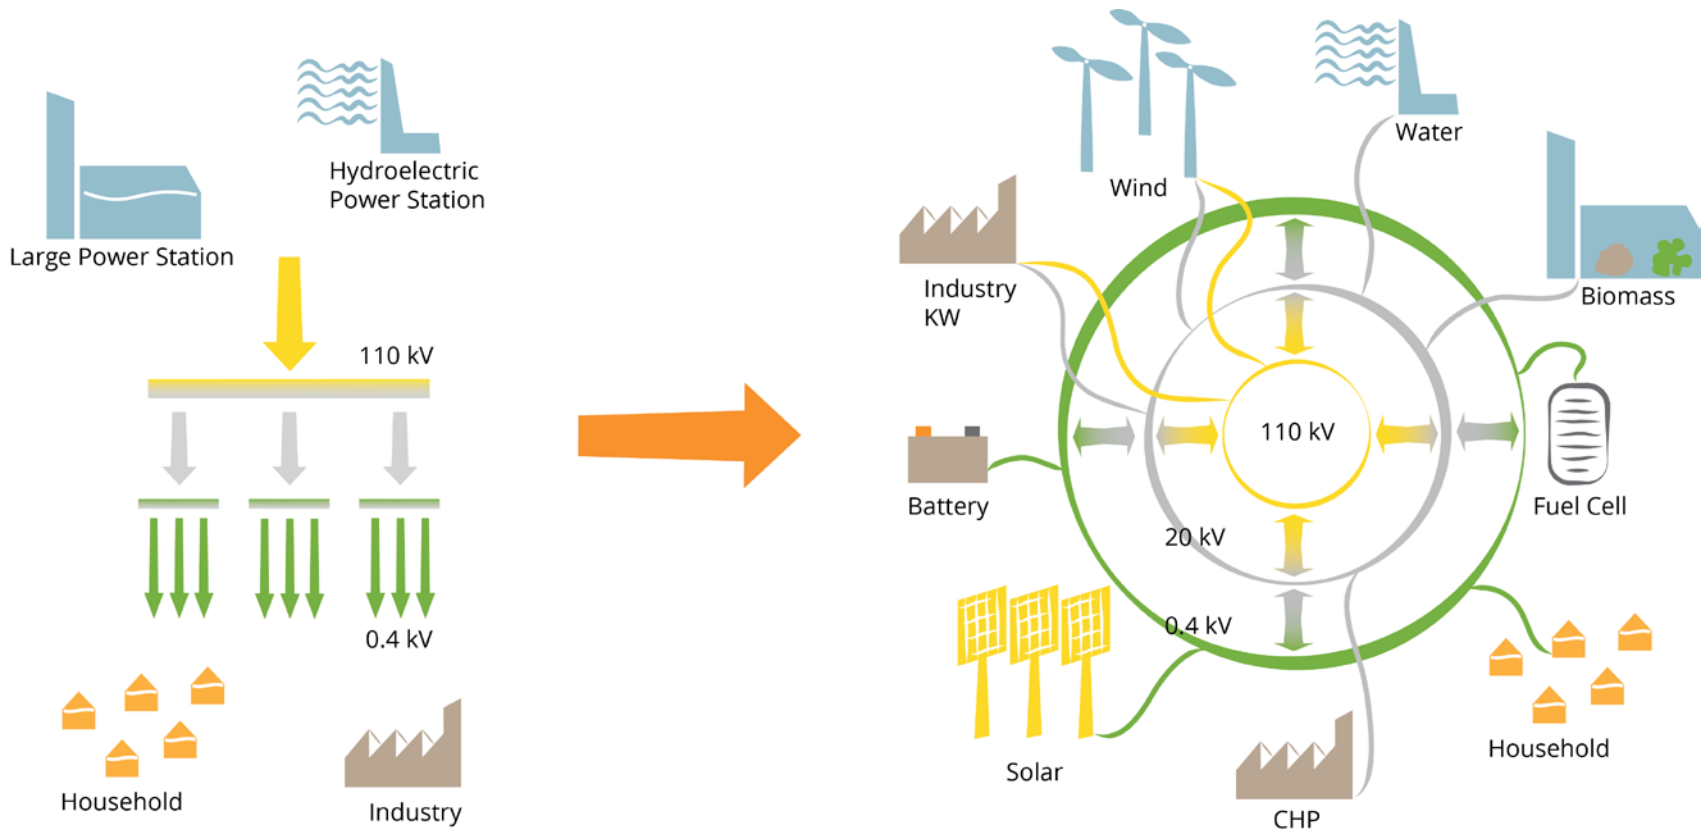 Hydroelectric
Power Station
Large Power Station
110 kV
0.4 kV
Household
Industry
Wind
Water
Industry
KW
Biomass
110 kV
Battery
Fuel Cell
20 kV
0.4 kV
Solar
Household
CHP